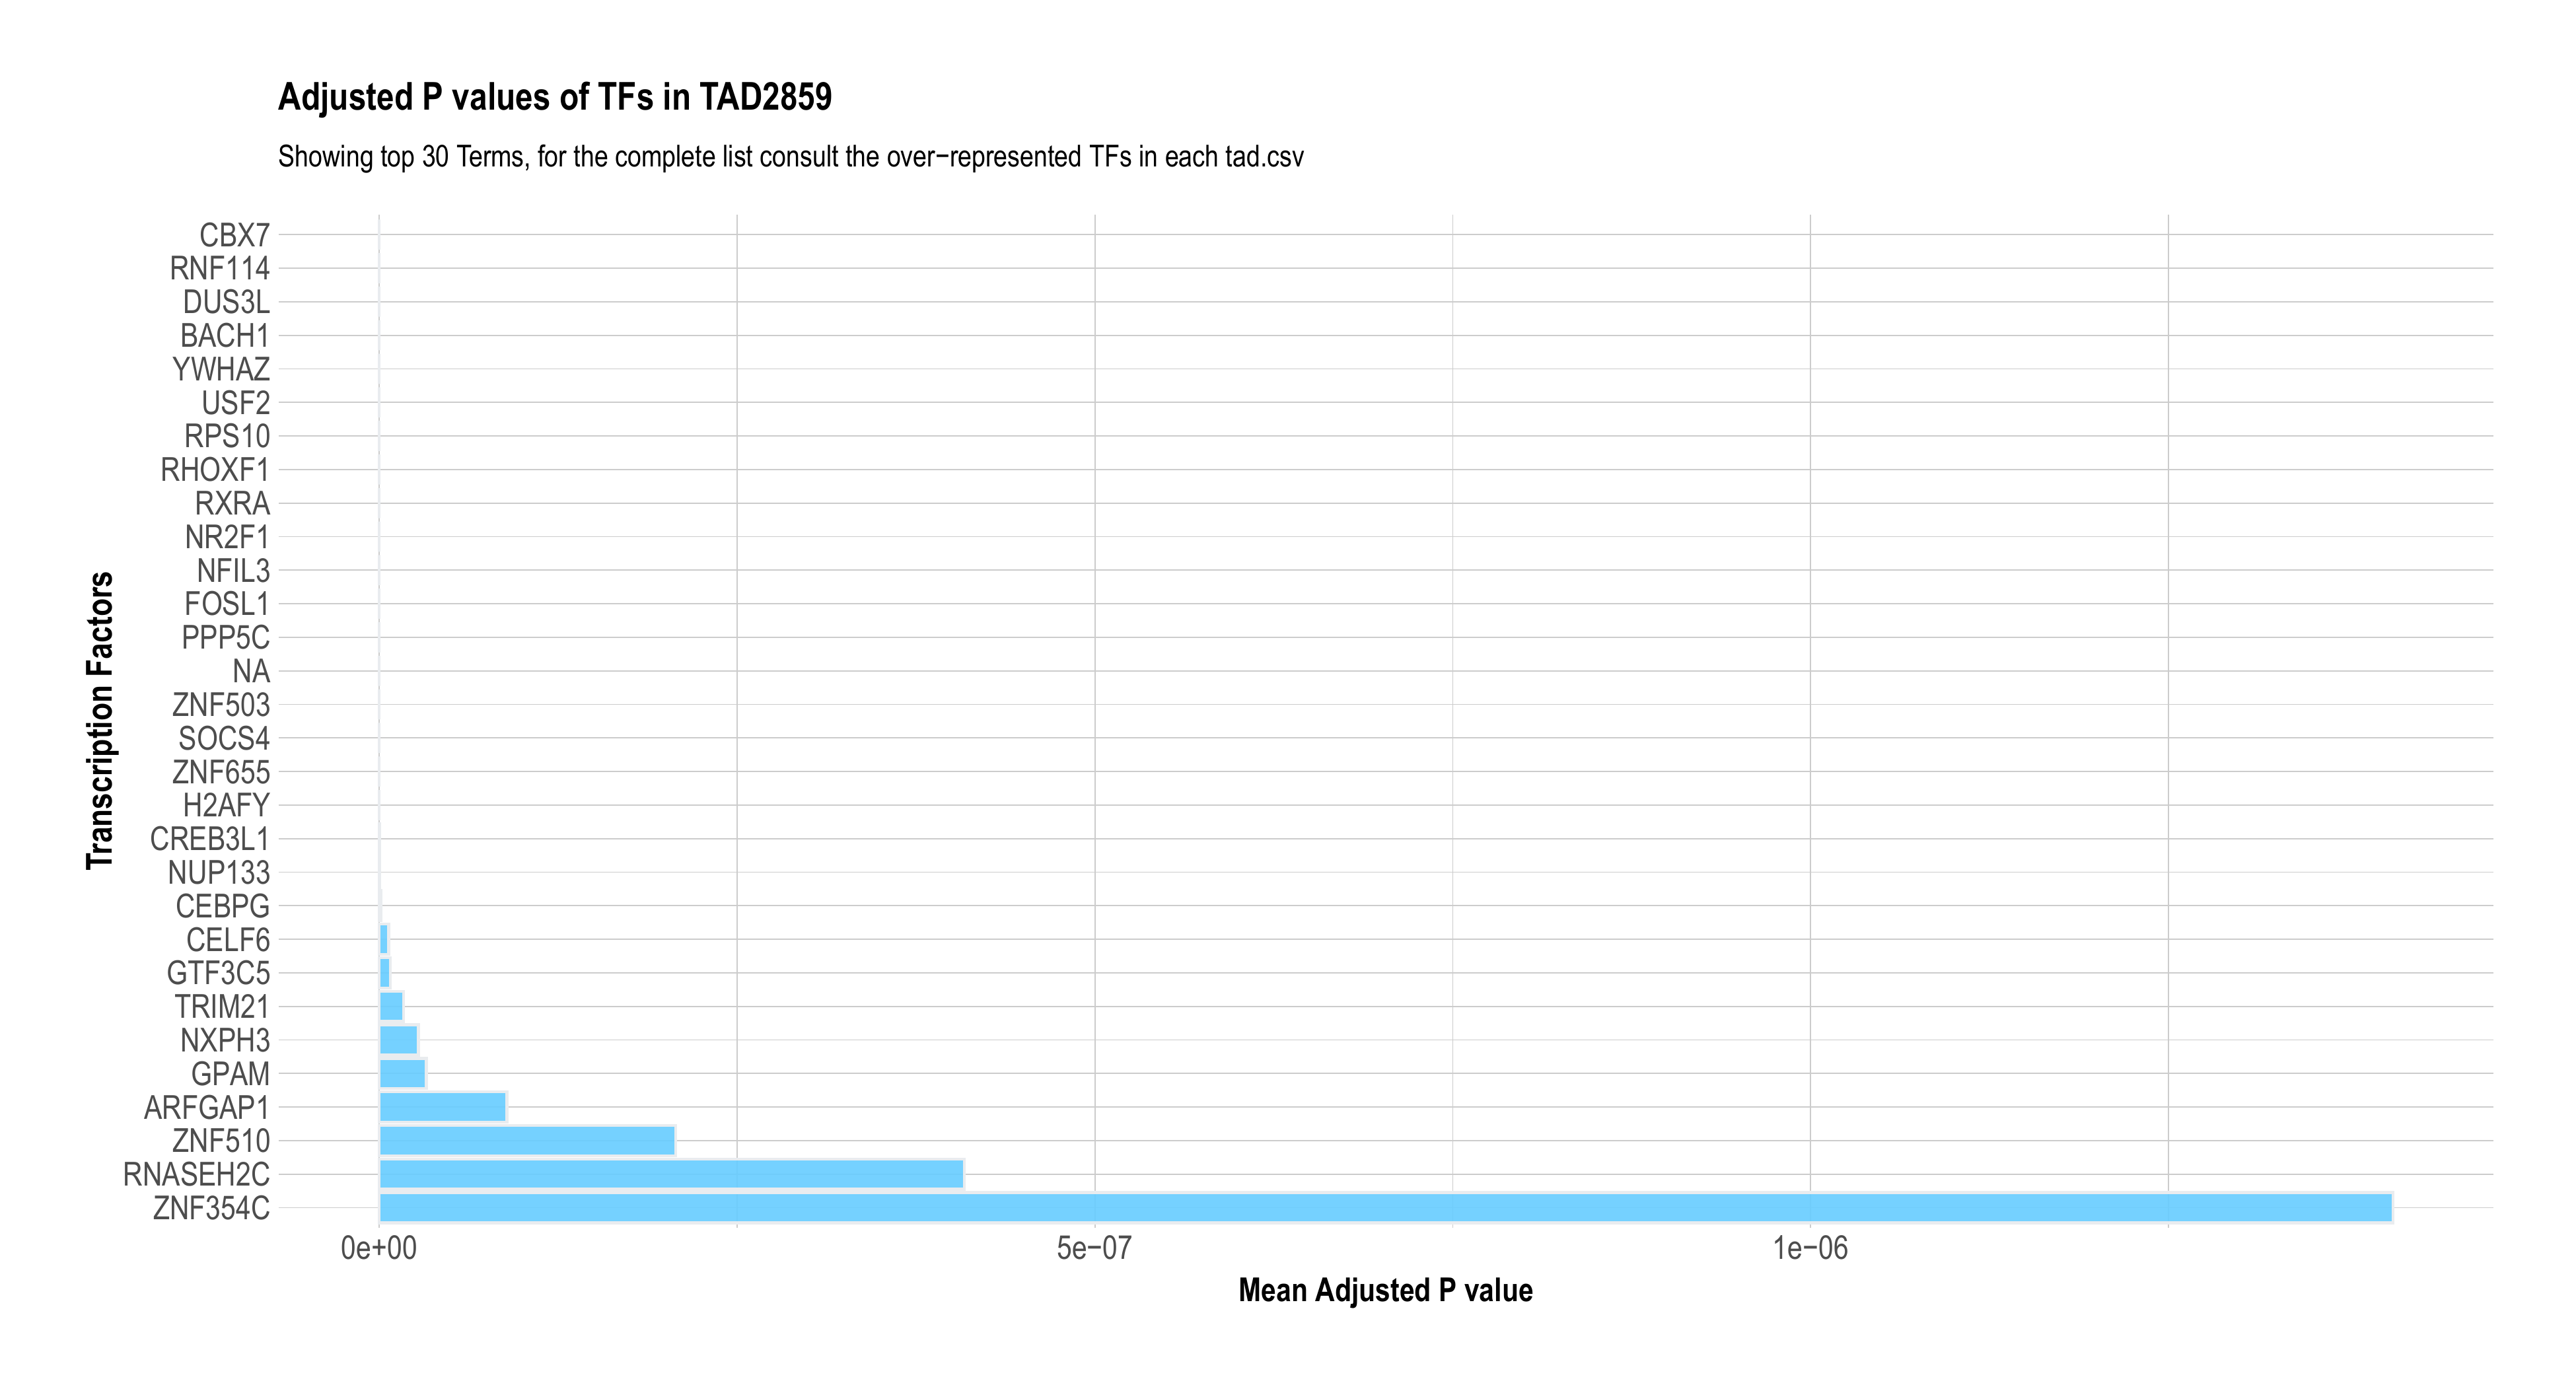 Adjusted P values of TFs in TAD2859
Showing top 30 Terms, for the complete list consult the over−represented TFs in each tad.csv
CBX7
RNF114
DUS3L
BACH1
YWHAZ
USF2
RPS10
RHOXF1
RXRA
NR2F1
NFIL3
FOSL1
PPP5C
NA
ZNF503
SOCS4
ZNF655
H2AFY
CREB3L1
NUP133
CEBPG
CELF6
GTF3C5
TRIM21
NXPH3
GPAM
ARFGAP1
ZNF510
RNASEH2C
ZNF354C
Transcription Factors
0e+00
5e−07
1e−06
Mean Adjusted P value